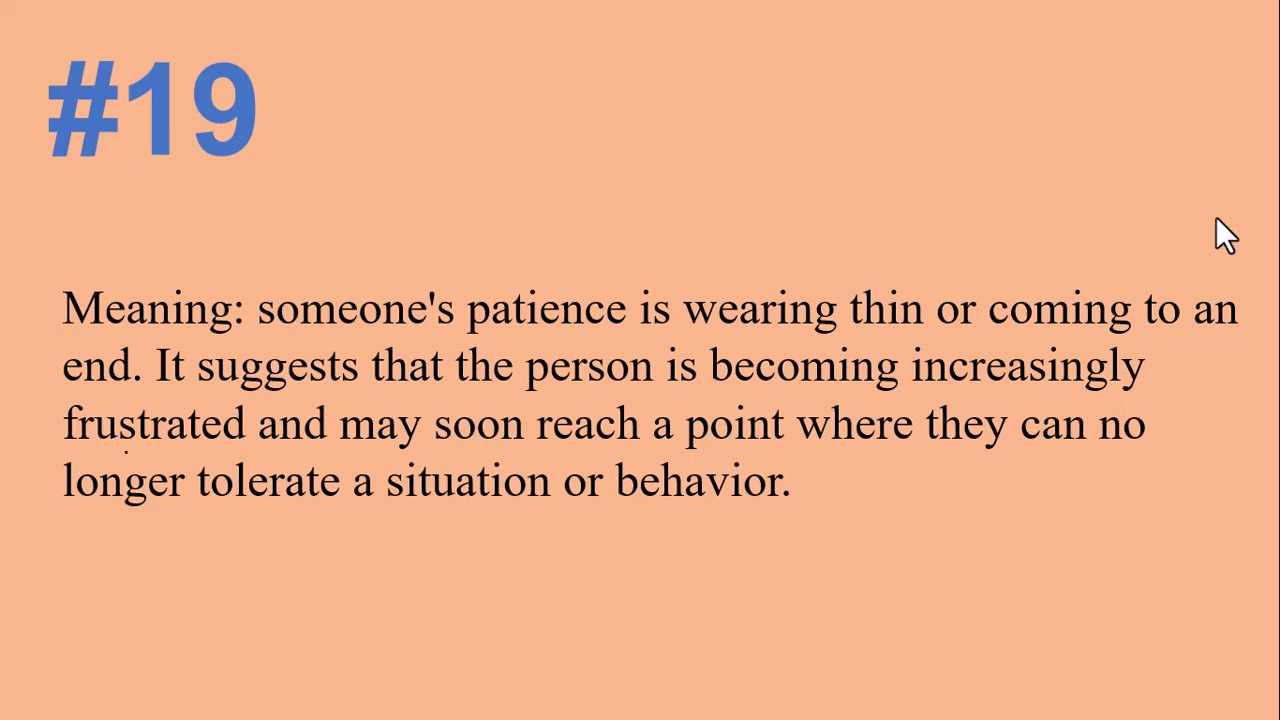 #19
Meaning: someone's patience is wearing thin or coming to an
end. It suggests that the person is becoming increasingly
frustrated and may soon reach a point where they can no
longer tolerate a situation or behavior.